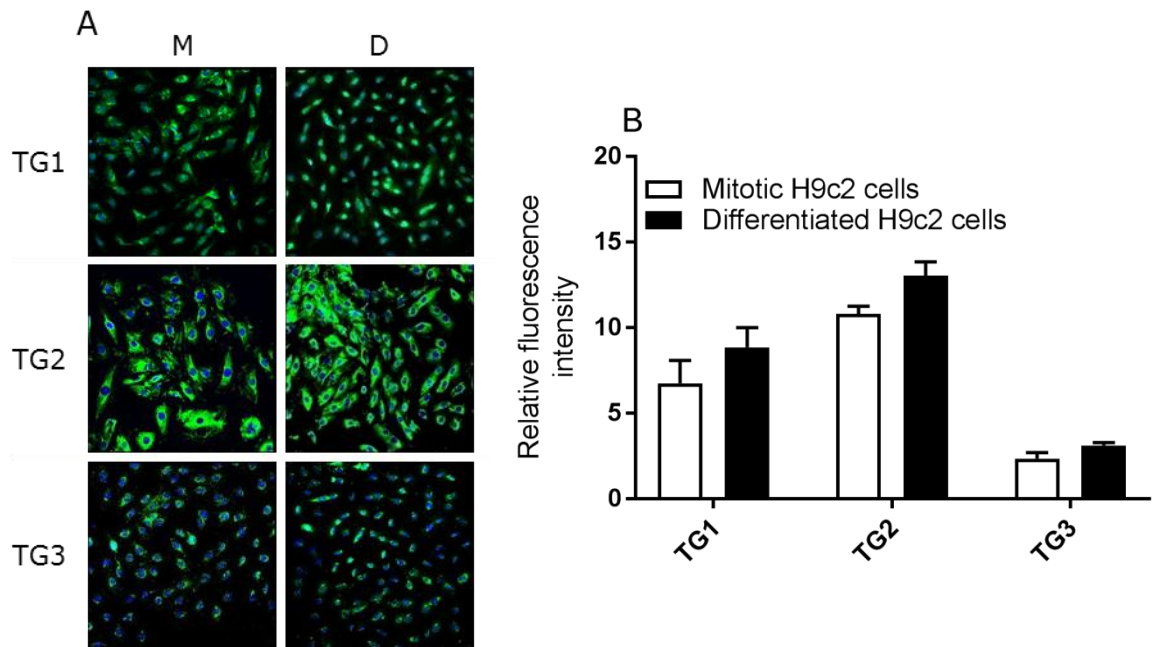 A
M D
TG1
TG2
TG3
B
20
15
10
5
0
Relative fluorescence
intensity
Mitotic H9c2 cells
Differentiated H9c2 cells
TG1 TG2 TG3